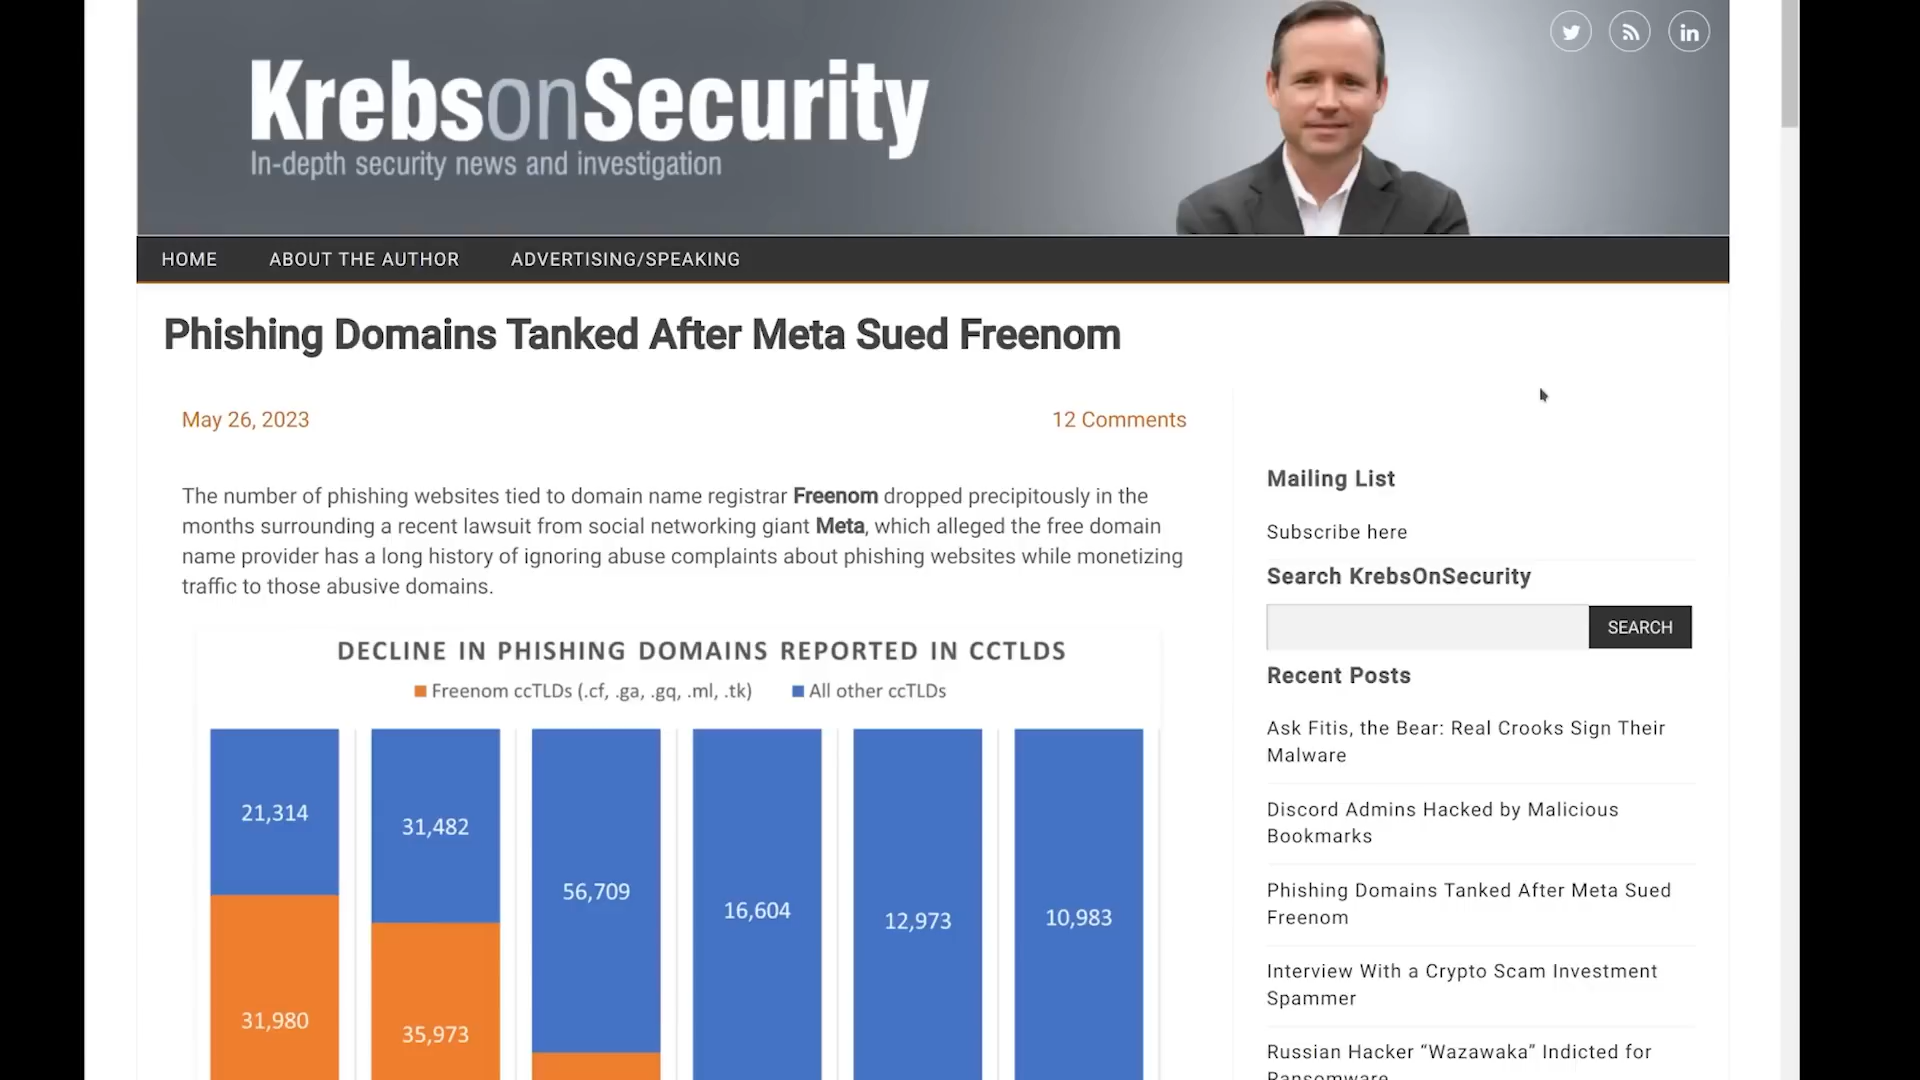 KrebsonSecurity
In-depth security news and investigation
HOME
ABOUT THE AUTHOR
ADVERTISING/SPEAKING
Phishing Domains Tanked After Meta Sued Freenom
May 26, 2023
12 Comments
The number of phishing websites tied to domain name registrar Freenom dropped precipitously in the
months surrounding a recent lawsuit from social networking giant Meta, which alleged the free domain
name provider has a long history of ignoring abuse complaints about phishing websites while monetizing
traffic to those abusive domains.
DECLINE IN PHISHING DOMAINS REPORTED IN CCTLDS
Freenom ccTLDs (.cf, .ga, .gq, .ml, .tk)
All other ccTLDs
21,314
31,482
56,709
16,604
12,973
10,983
31,980
35,973
Mailing List
Subscribe here
Search KrebsOnSecurity
SEARCH
Recent Posts
Ask Fitis, the Bear: Real Crooks Sign Their
Malware
Discord Admins Hacked by Malicious
Bookmarks
Phishing Domains Tanked After Meta Sued
Freenom
Interview With a Crypto Scam Investment
Spammer
Russian Hacker “Wazawaka” Indicted for
Ransomware